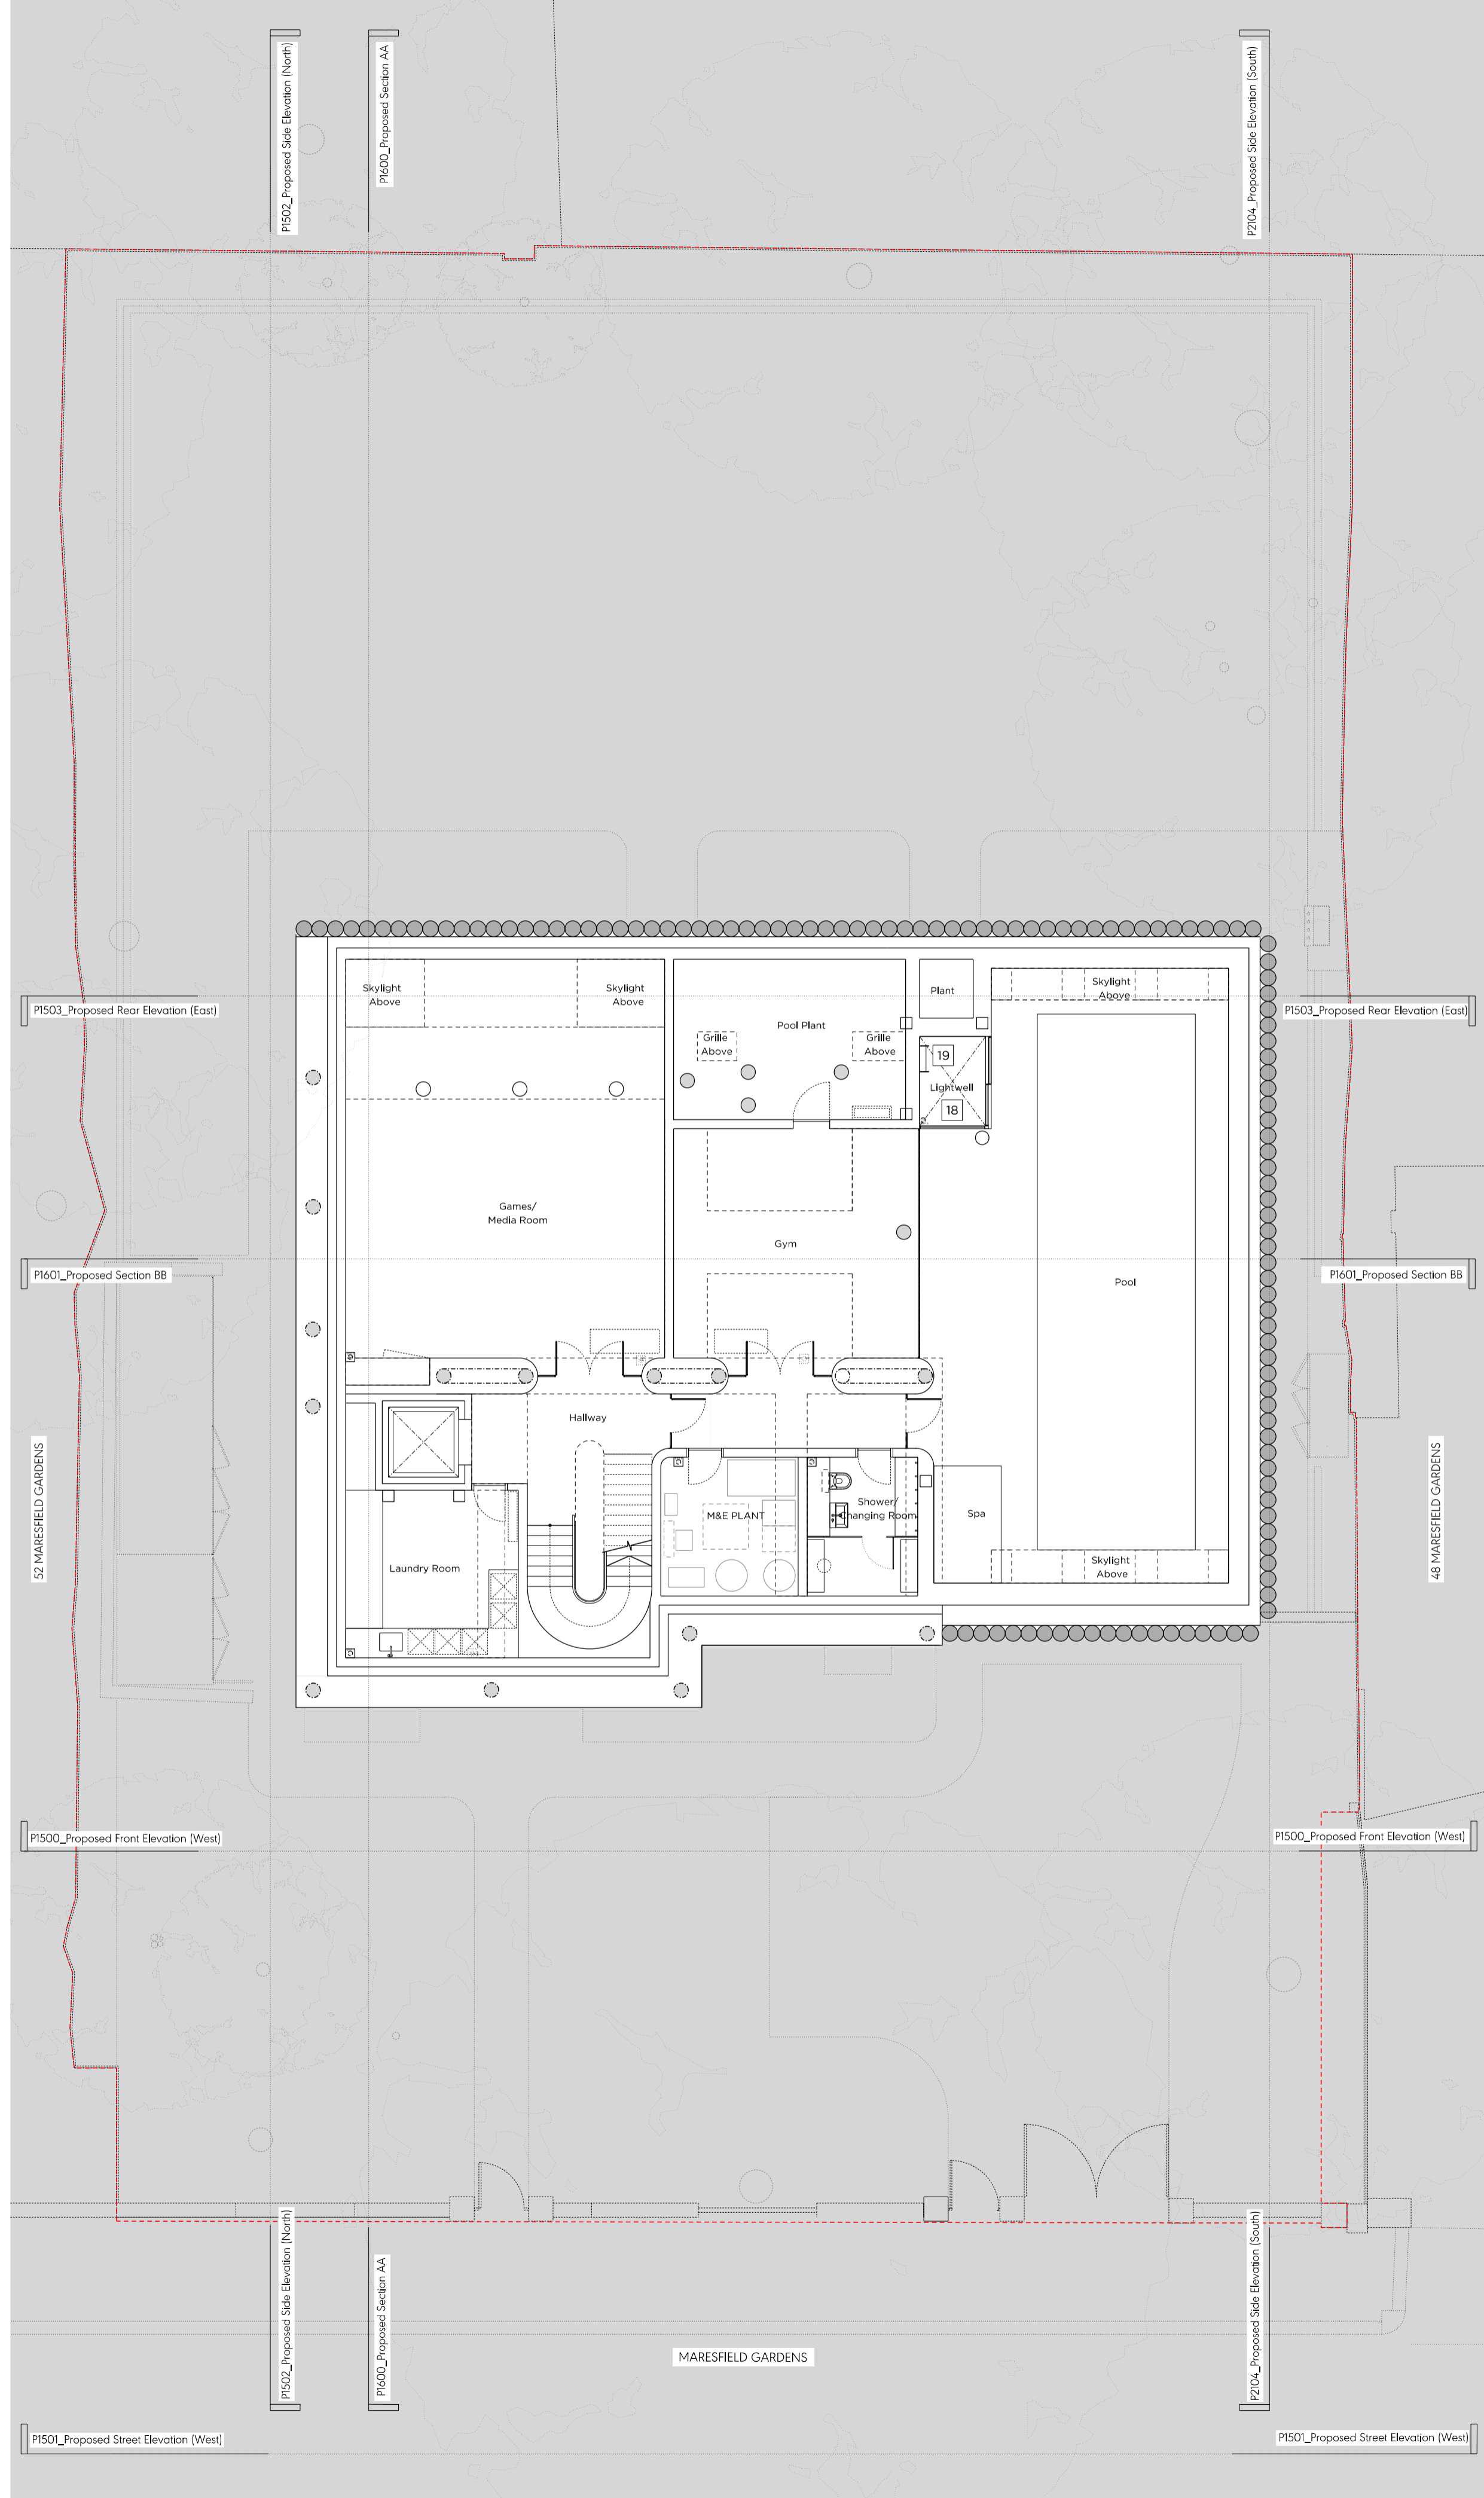 P1502_Proposed Side Elevation (North)
P1600_Proposed Section AA
P2104_Proposed Side Elevation (South)
Skylight
Above
Skylight
Above
Pool Plant
Grille
Above
Grille
Above
Plant
Skylight
Above
P1503_Proposed Rear Elevation (East)
P1503_Proposed Rear Elevation (East)
19
Lightwell
18
Games/
Media Room
Gym
P1601_Proposed Section BB
P1601_Proposed Section BB
Pool
Hallway
52 MARESFIELD GARDENS
48 MARESFIELD GARDENS
M&E PLANT
Shower/
Changing Room
Spa
Laundry Room
Skylight
Above
P1500_Proposed Front Elevation (West)
P1500_Proposed Front Elevation (West)
P1502_Proposed Side Elevation (North)
P1600_Proposed Section AA
P2104_Proposed Side Elevation (South)
MARESFIELD GARDENS
P1501_Proposed Street Elevation (West)
P1501_Proposed Street Elevation (West)